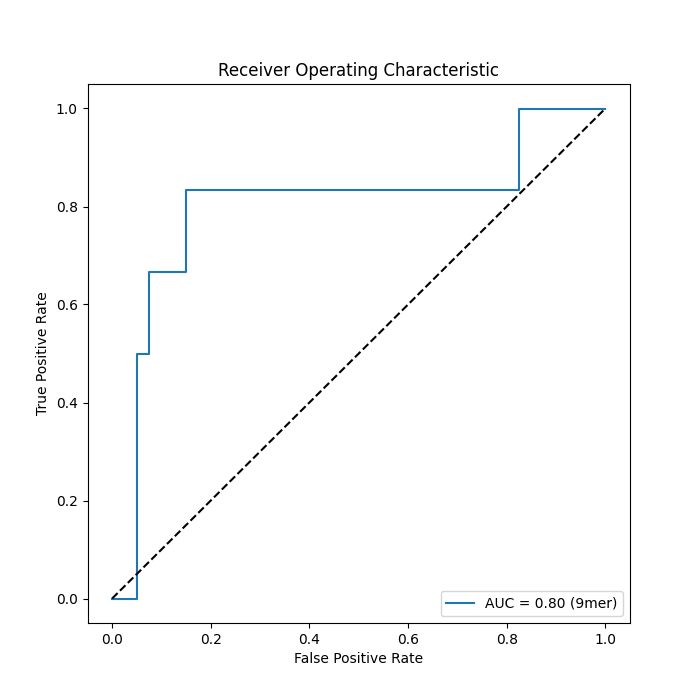 Receiver Operating Characteristic
True Positive Rate
1.0
0.8
0.6
0.4
0.2
0.0
AUC = 0.80 (9mer)
0.0 0.2 0.4 0.6 0.8 1.0
False Positive Rate